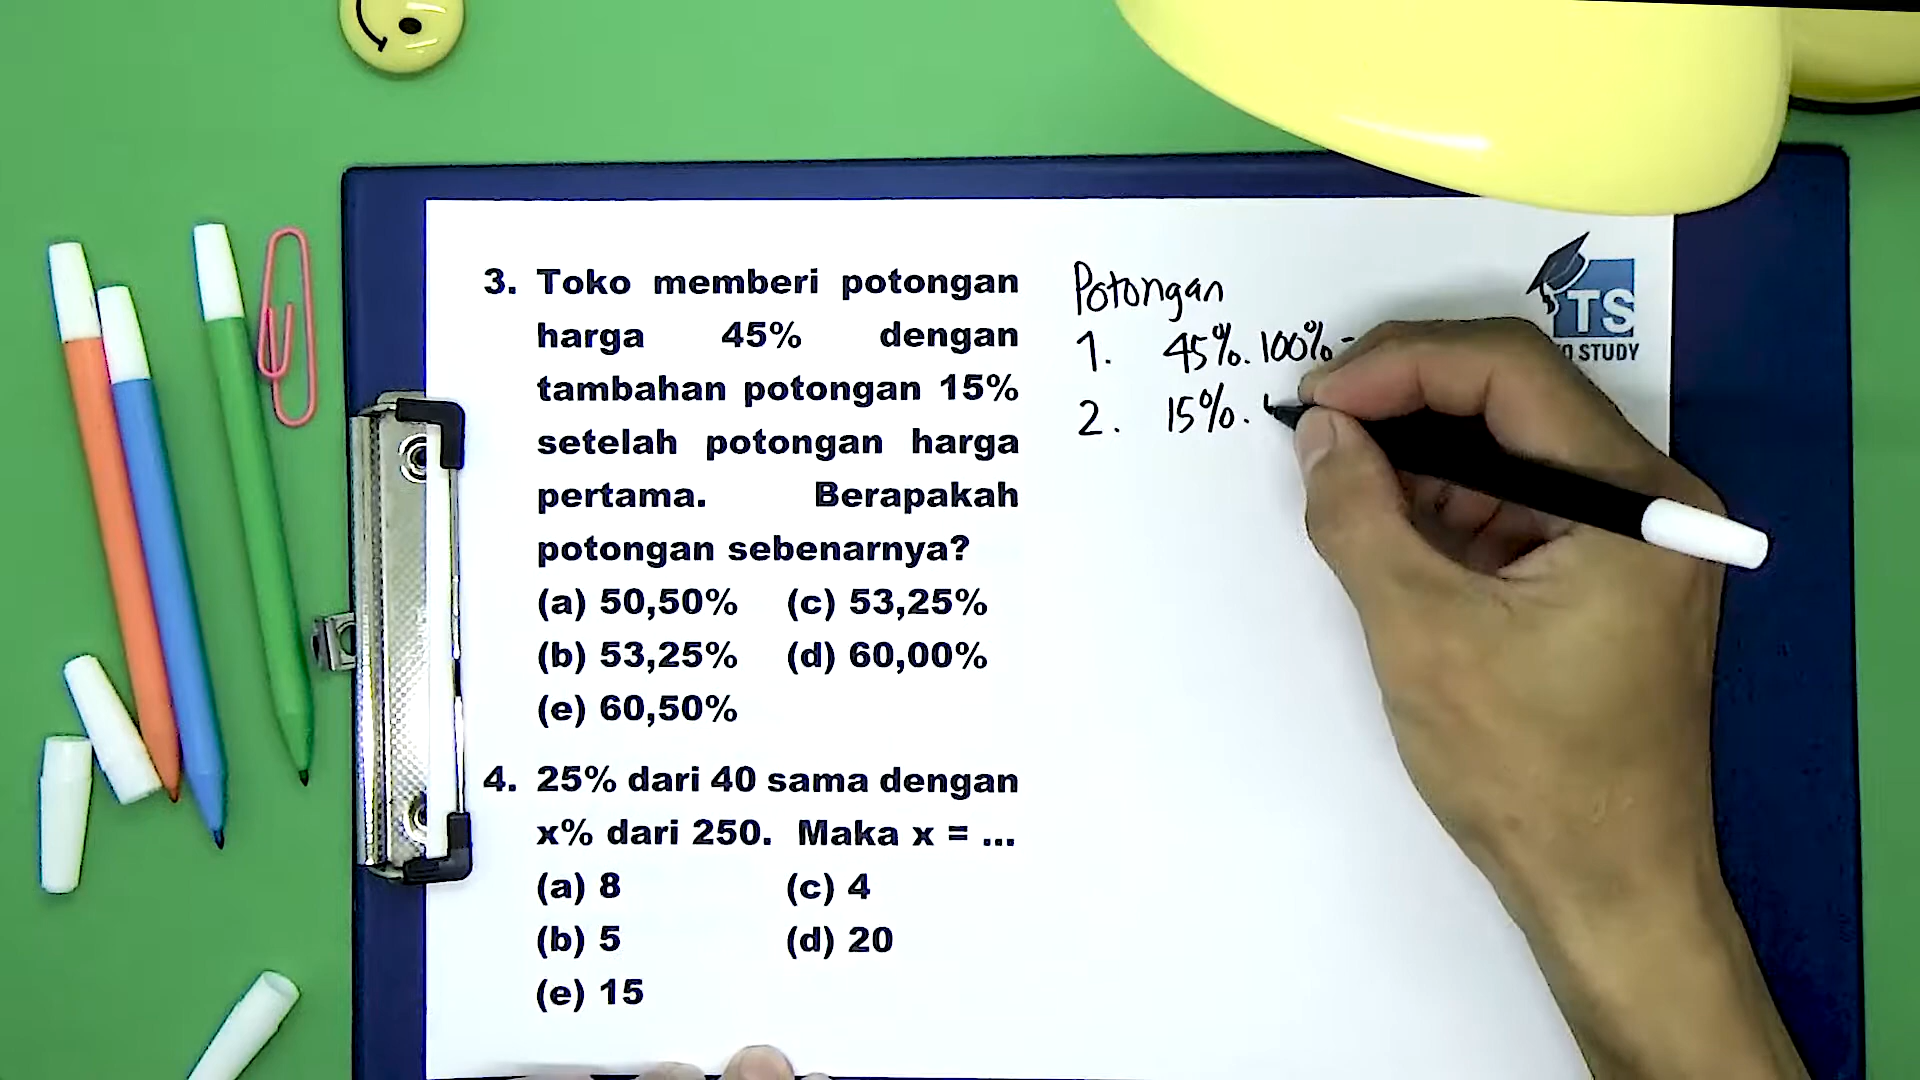 3. Toko memberi potongan
harga 45% dengan
tambahan potongan 15%
setelah potongan harga
pertama. Berapakah
potongan sebenarnya?
(a) 50,50% (c) 53,25%
(b) 53,25% (d) 60,00%
(e) 60,50%
4. 25% dari 40 sama dengan
x% dari 250. Maka x = ...
(a) 8 (c) 4
(b) 5 (d) 20
(e) 15
Potongan
1. 45%. 100% =
2. 15%.
TS
STUDY